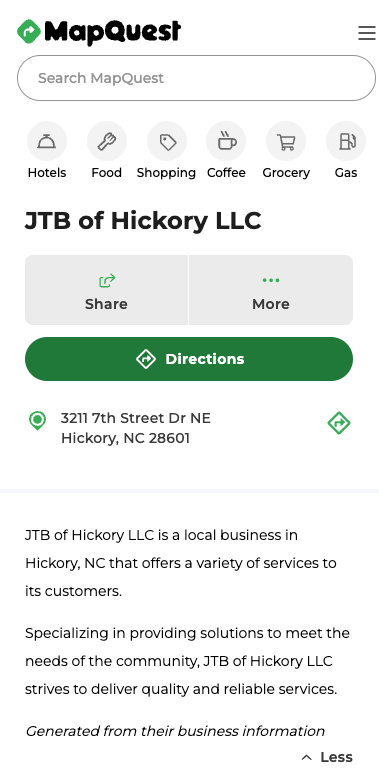 MapQuest
Search MapQuest
Hotels Food Shopping Coffee Grocery Gas
JTB of Hickory LLC
Share More
Directions
3211 7th Street Dr NE
Hickory, NC 28601
JTB of Hickory LLC is a local business in
Hickory, NC that offers a variety of services to
its customers.
Specializing in providing solutions to meet the
needs of the community, JTB of Hickory LLC
strives to deliver quality and reliable services.
Generated from their business information
Less